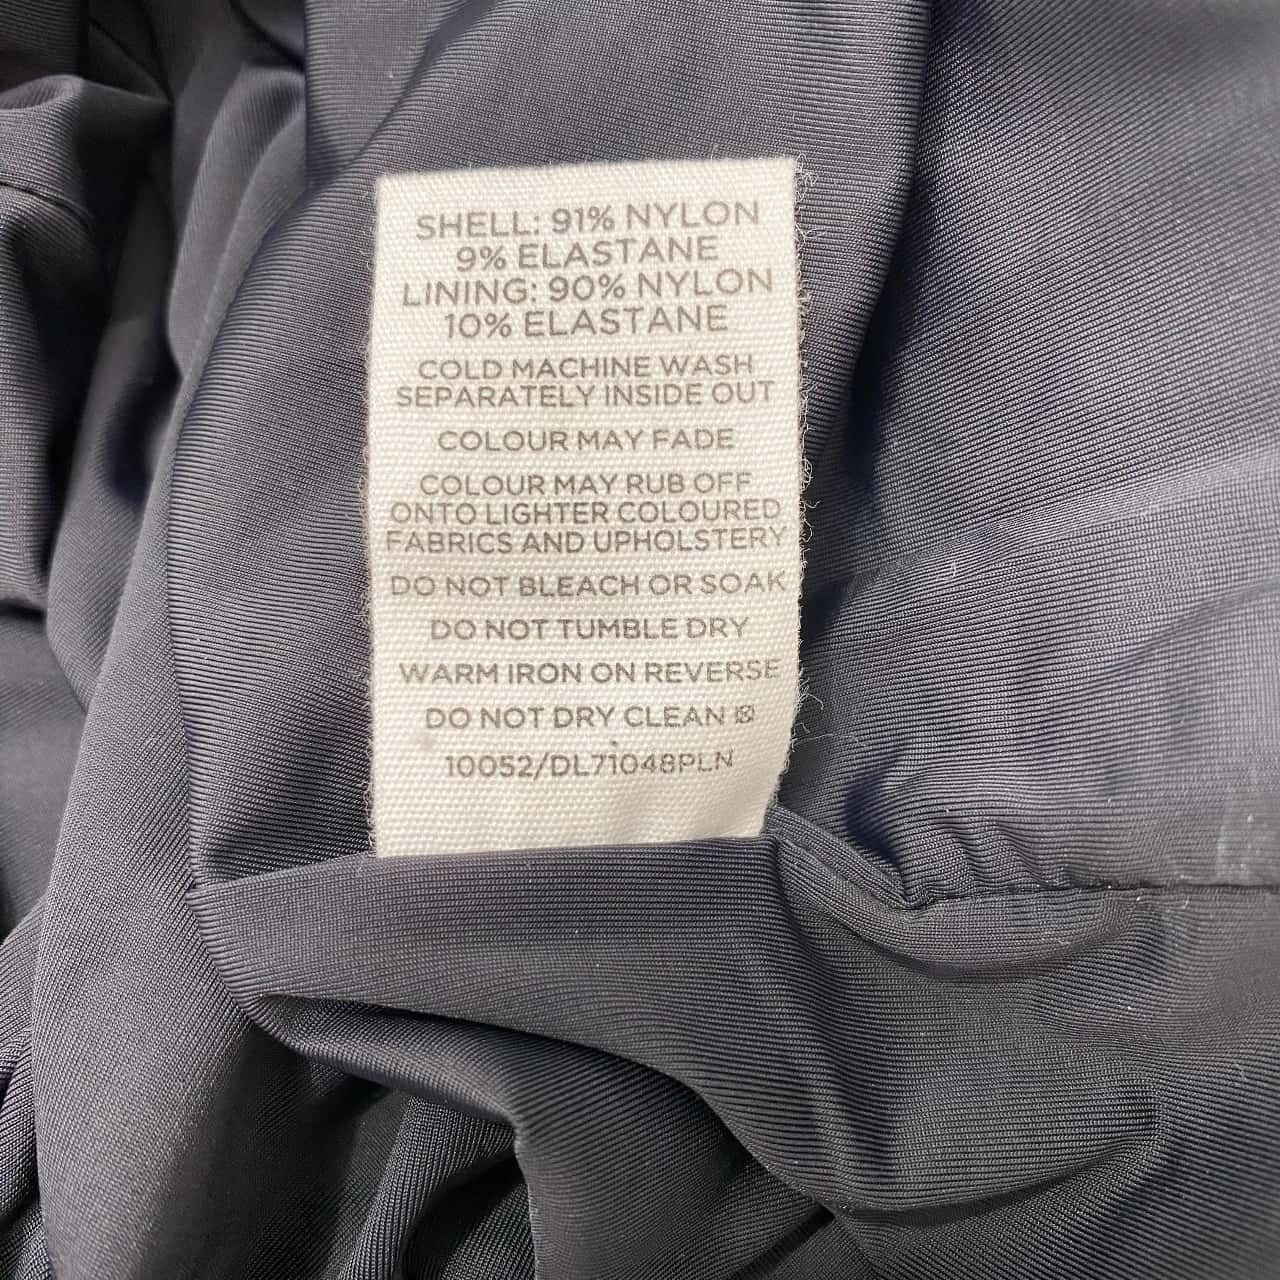 SHELL: 91% NYLON
9% ELASTANE
LINING: 90% NYLON
10% ELASTANE
COLD MACHINE WASH
SEPARATELY INSIDE OUT
COLOUR MAY FADE
COLOUR MAY RUB OFF
ONTO LIGHTER COLOURED
FABRICS AND UPHOLSTERY
DO NOT BLEACH OR SOAK
DO NOT TUMBLE DRY
WARM IRON ON REVERSE
DO NOT DRY CLEAN
10052/DL71048PLN